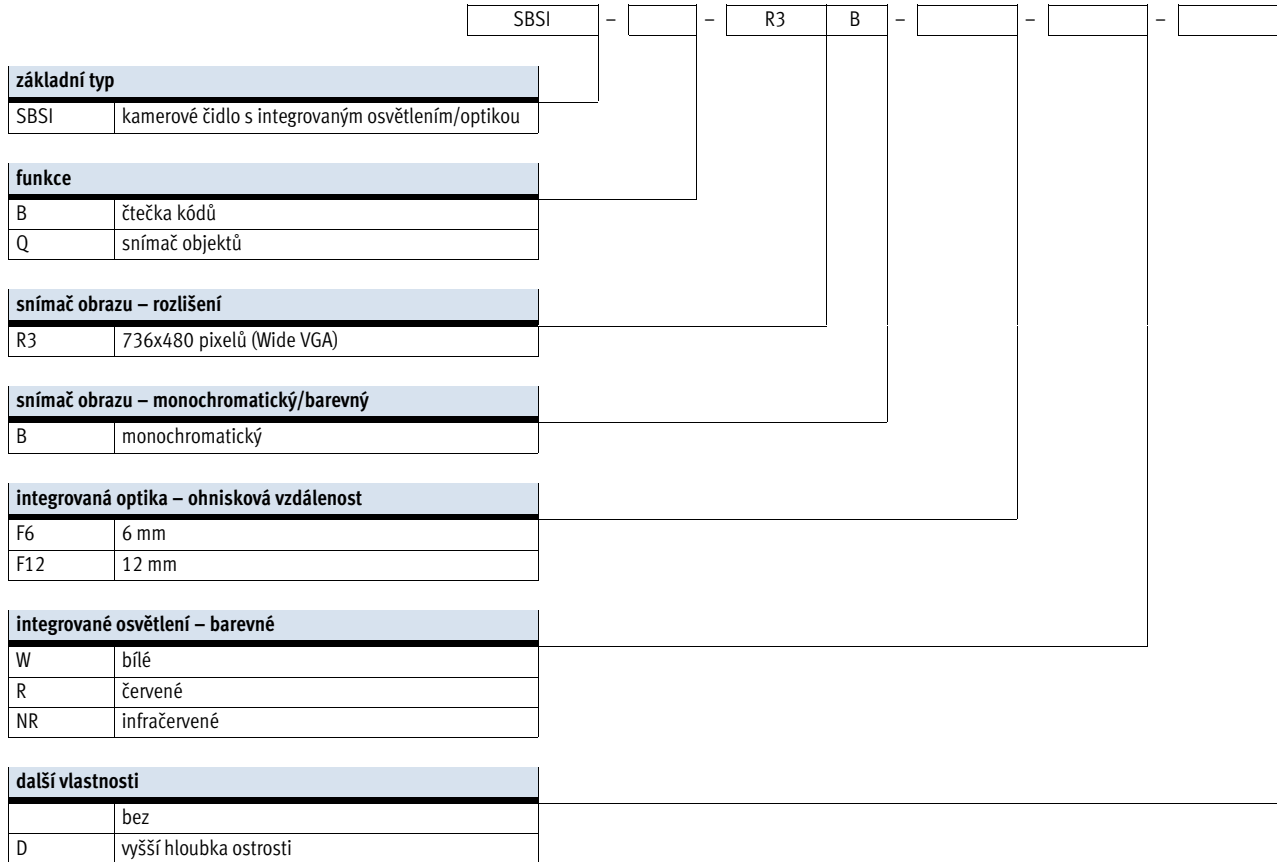 SBSI – – R3 B – – –
základní typ
SBSI kamerové čidlo s integrovaným osvětlením/optikou
funkce
B čtečka kódů
Q snímač objektů
snímač obrazu – rozlišení
R3 736x480 pixelů (Wide VGA)
snímač obrazu – monochromatický/barevný
B monochromatický
integrovaná optika – ohnisková vzdálenost
F6 6 mm
F12 12 mm
integrované osvětlení – barevné
W bílé
R červené
NR infračervené
další vlastnosti
bez
D vyšší hloubka ostrosti